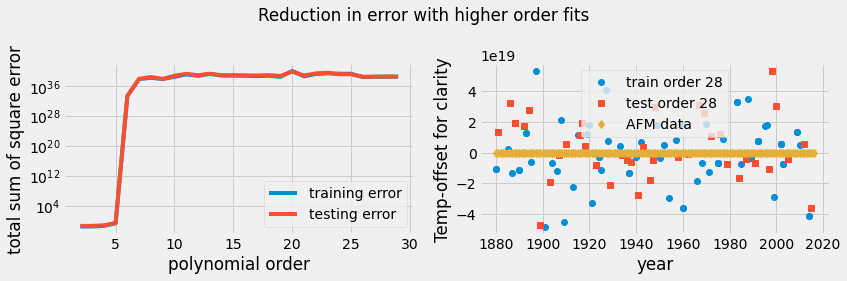 Reduction in error with higher order fits
total sum of square error
10^36
10^28
10^20
10^12
10^4
training error
testing error
5
10
15
20
25
30
polynomial order
1e19
Temp-offset for clarity
4
2
0
−2
−4
train order 28
test order 28
AFM data
1880
1900
1920
1940
1960
1980
2000
2020
year